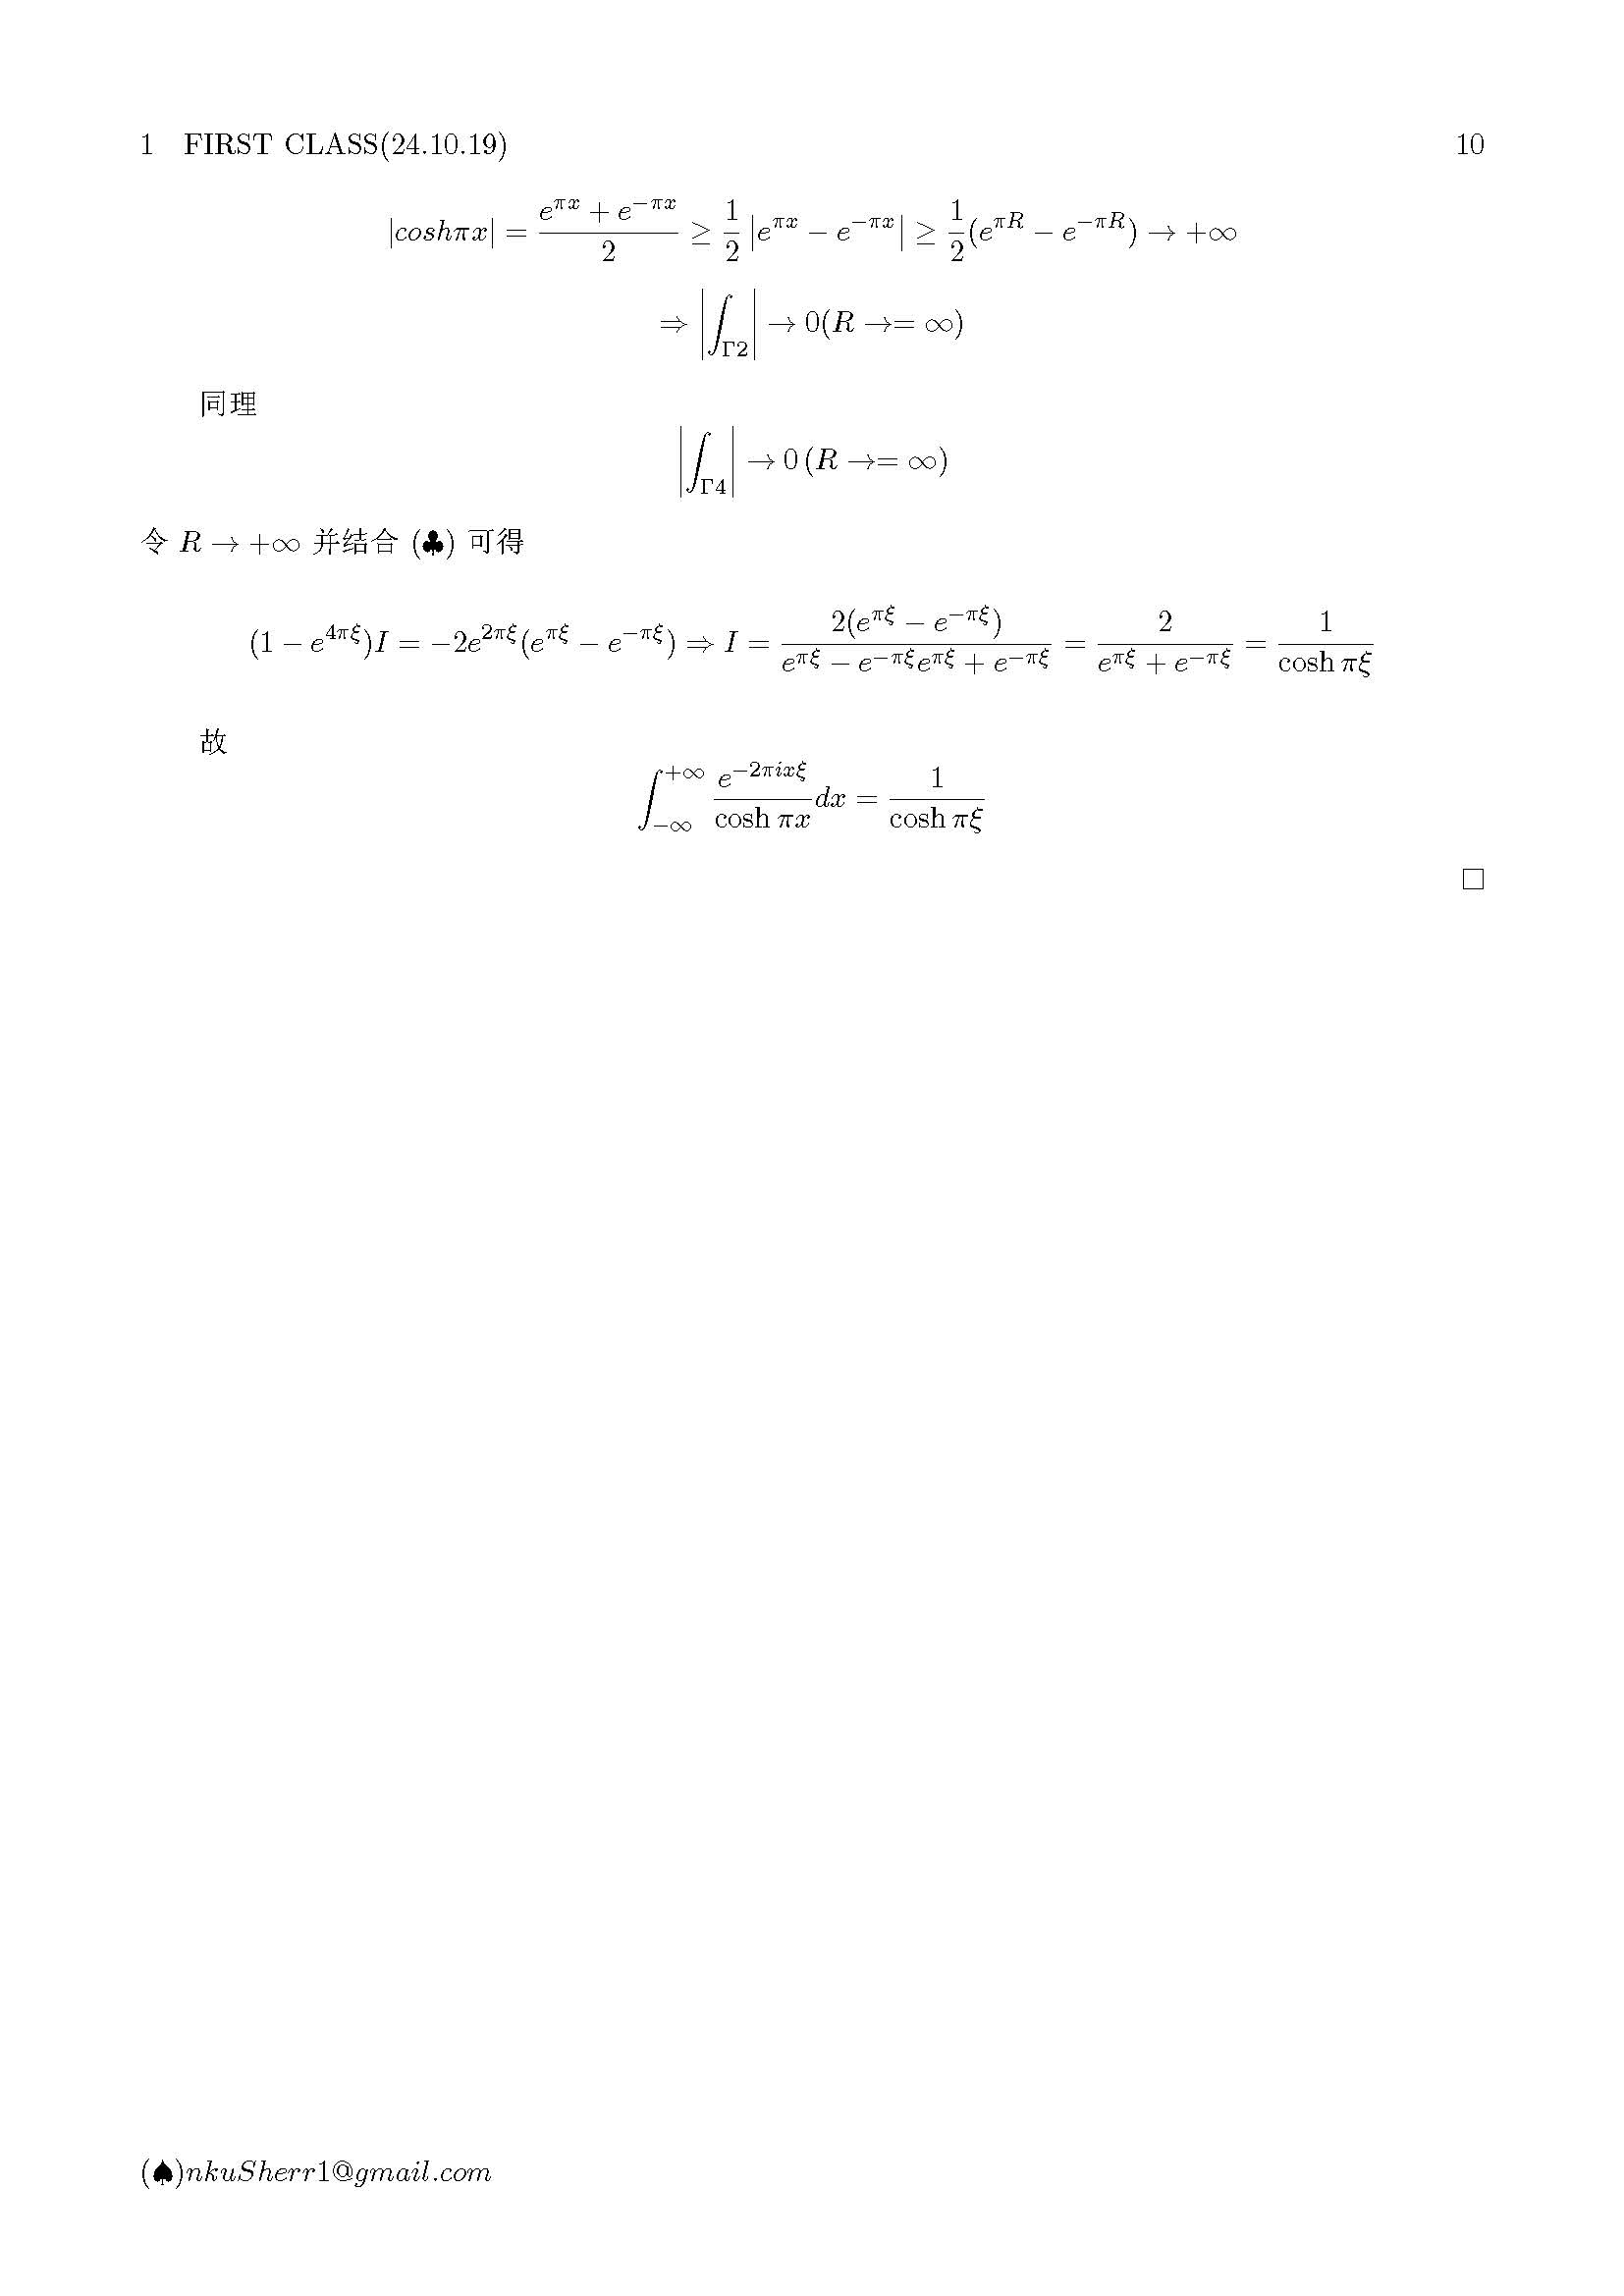 1 FIRST CLASS(24.10.19) 10
$|cosh\pi x| = \frac{e^{\pi x} + e^{-\pi x}}{2} \geq \frac{1}{2} \left| e^{\pi x} - e^{-\pi x} \right| \geq \frac{1}{2}(e^{\pi R} - e^{-\pi R}) \to +\infty$
$\Rightarrow \left| \int_{\Gamma 2} \right| \to 0(R \to= \infty)$
同理
$\left| \int_{\Gamma 4} \right| \to 0\,(R \to= \infty)$
令 $R \to +\infty$ 并结合 (♣) 可得
$(1 - e^{4\pi\xi})I = -2e^{2\pi\xi}(e^{\pi\xi} - e^{-\pi\xi}) \Rightarrow I = \frac{2(e^{\pi\xi} - e^{-\pi\xi})}{e^{\pi\xi} - e^{-\pi\xi}e^{\pi\xi} + e^{-\pi\xi}} = \frac{2}{e^{\pi\xi} + e^{-\pi\xi}} = \frac{1}{\cosh \pi\xi}$
故
$\int_{-\infty}^{+\infty} \frac{e^{-2\pi i x\xi}}{\cosh \pi x} dx = \frac{1}{\cosh \pi\xi}$
□
(♠)nkuSherr1@gmail.com